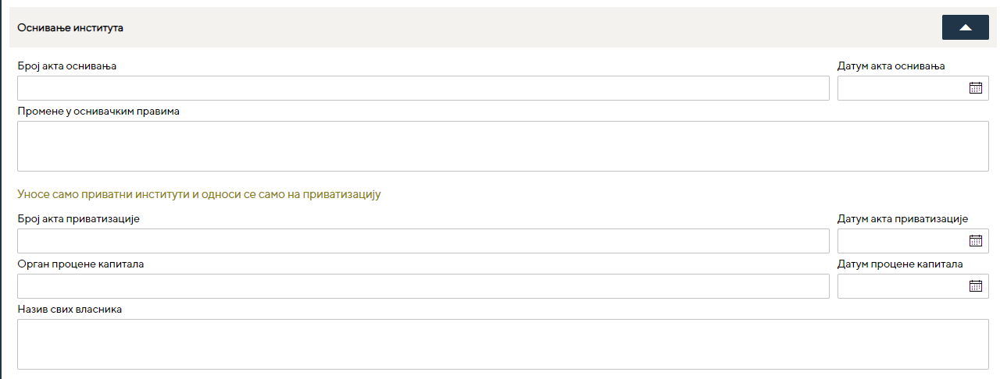 Оснивање института
Број акта оснивања
Датум акта оснивања
Промене у оснивачким правима
Уносе само приватни институти и односи се само на приватизацију
Број акта приватизације
Датум акта приватизације
Орган процене капитала
Датум процене капитала
Назив свих власника